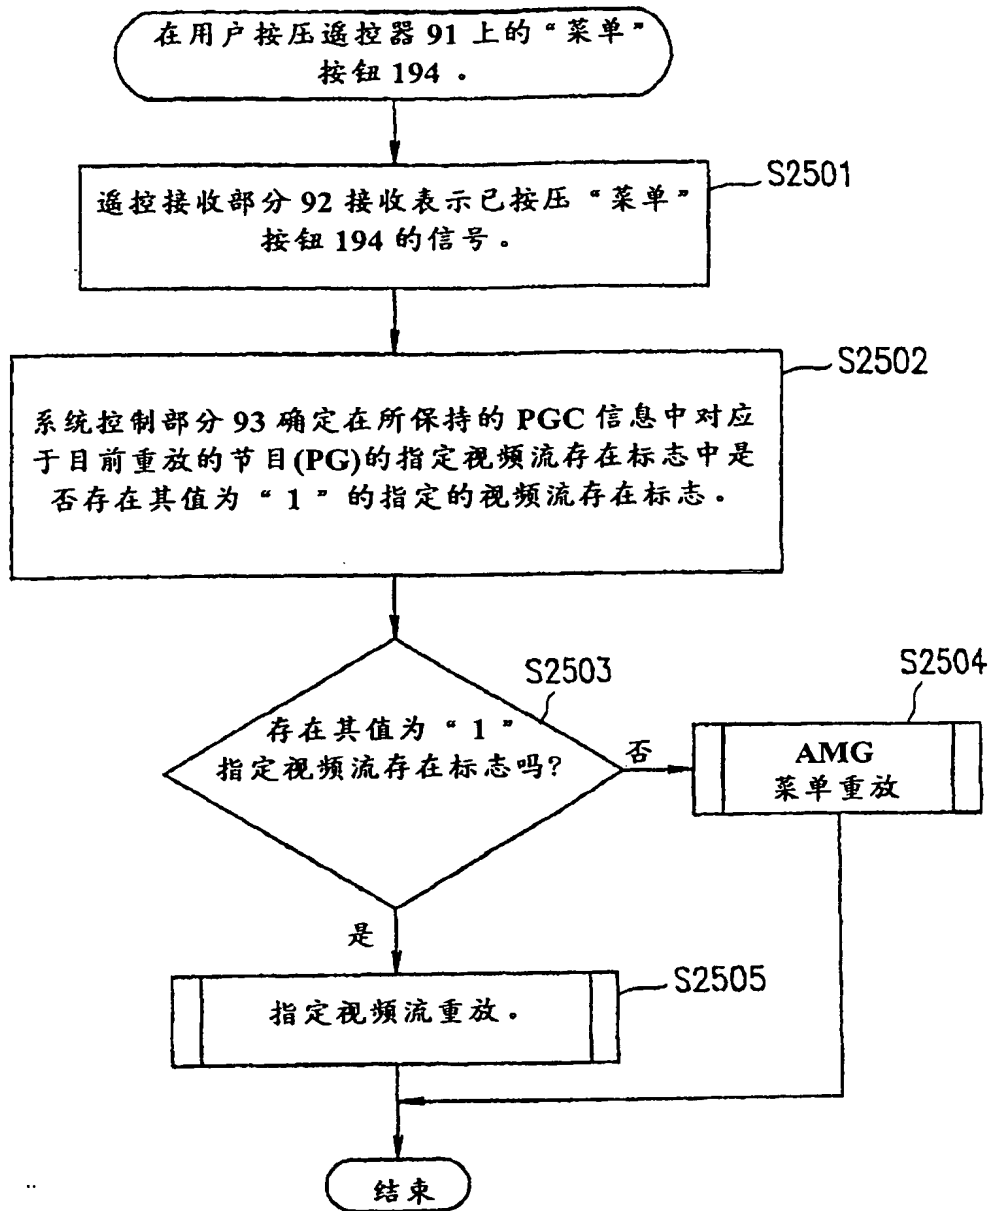 在用户按压遥控器 91 上的“菜单”
按钮 194 。
S2501
遥控接收部分 92 接收表示已按压“菜单”
按钮 194 的信号。
S2502
系统控制部分 93 确定在所保持的 PGC 信息中对应
于目前重放的节目(PG)的指定视频流存在标志中是
否存在其值为“1”的指定的视频流存在标志。
S2503
存在其值为“1”
指定视频流存在标志吗?
否
S2504
AMG
菜单重放
是
S2505
指定视频流重放。
结束